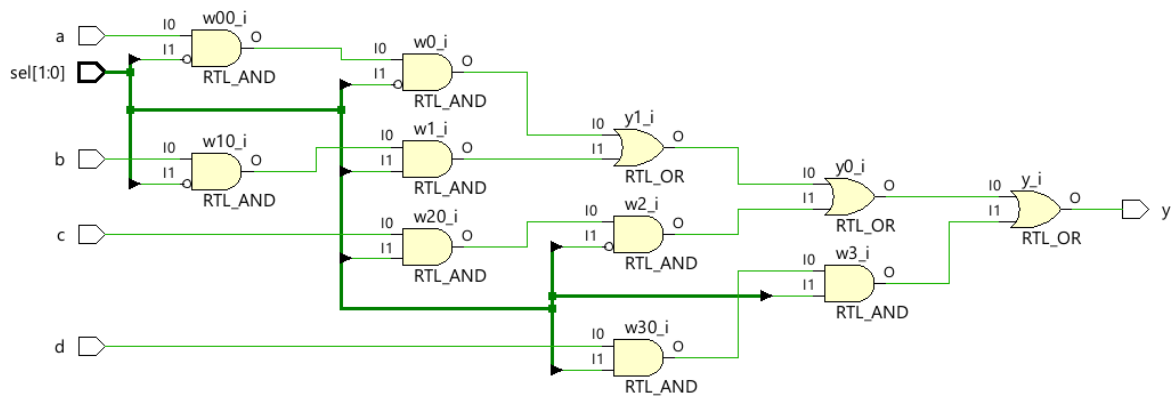 w00_i
a
I0
I1
O
RTL_AND
sel[1:0]
w0_i
I0
I1
O
RTL_AND
b
w10_i
I0
I1
O
RTL_AND
w1_i
I0
I1
O
RTL_AND
y1_i
I0
I1
O
RTL_OR
c
w20_i
I0
I1
O
RTL_AND
w2_i
I0
I1
O
RTL_AND
y0_i
I0
I1
O
RTL_OR
y_i
I0
I1
O
RTL_OR
y
w3_i
I0
I1
O
RTL_AND
d
w30_i
I0
I1
O
RTL_AND